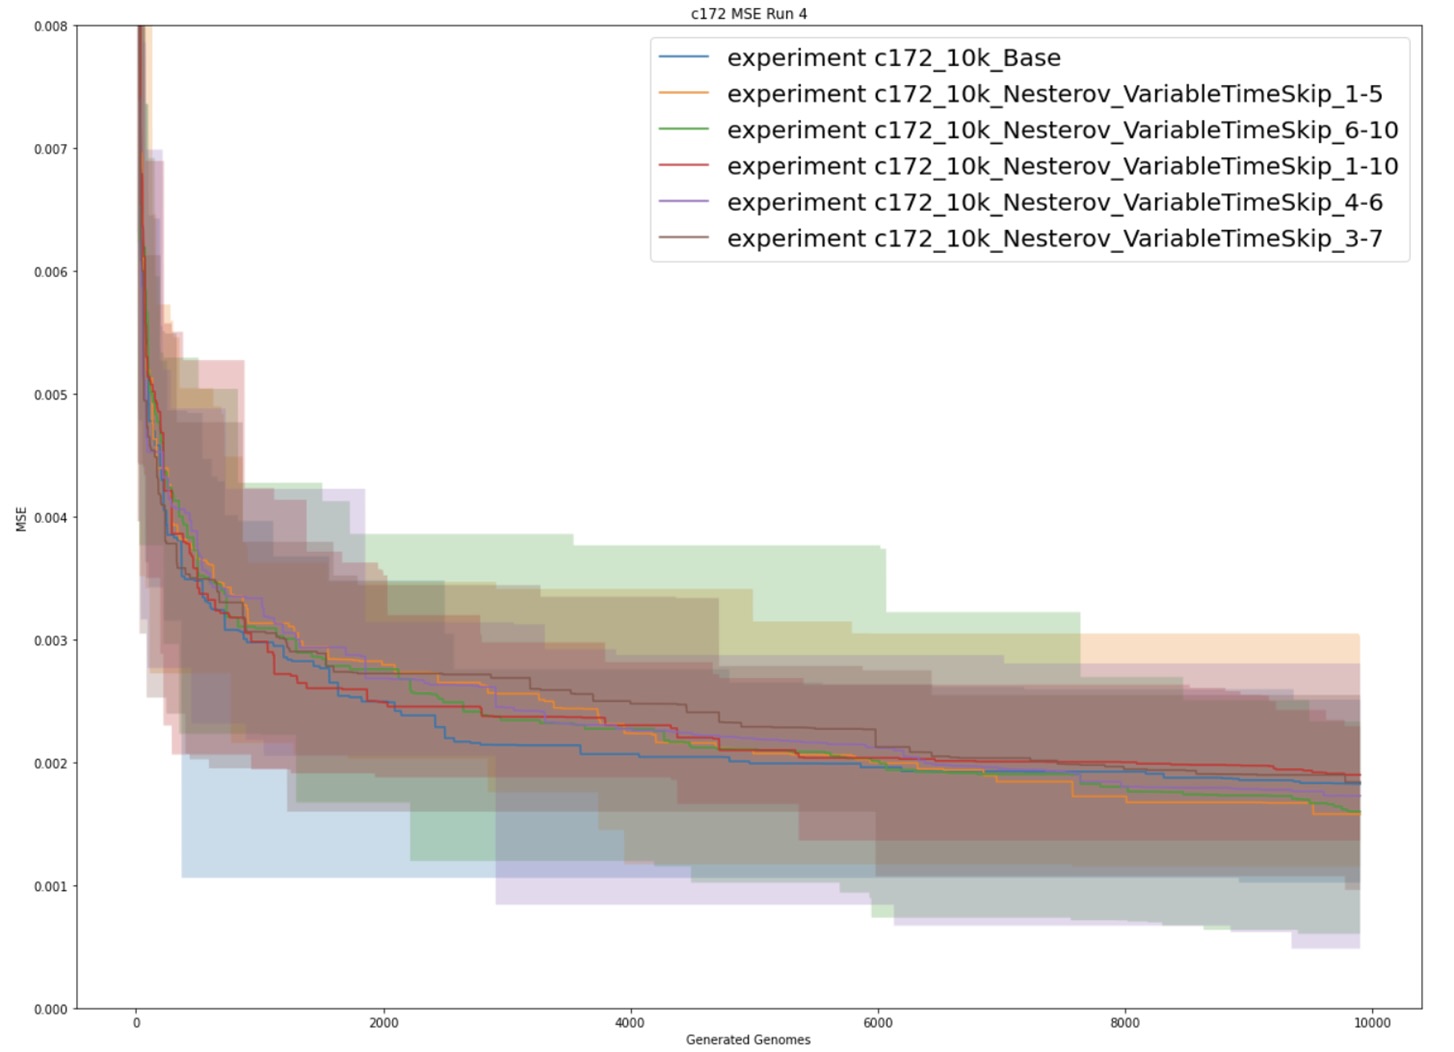 c172 MSE Run 4
experiment c172_10k_Base
experiment c172_10k_Nesterov_VariableTimeSkip_1-5
experiment c172_10k_Nesterov_VariableTimeSkip_6-10
experiment c172_10k_Nesterov_VariableTimeSkip_1-10
experiment c172_10k_Nesterov_VariableTimeSkip_4-6
experiment c172_10k_Nesterov_VariableTimeSkip_3-7
MSE
0.008
0.007
0.006
0.005
0.004
0.003
0.002
0.001
0.000
0 2000 4000 6000 8000 10000
Generated Genomes